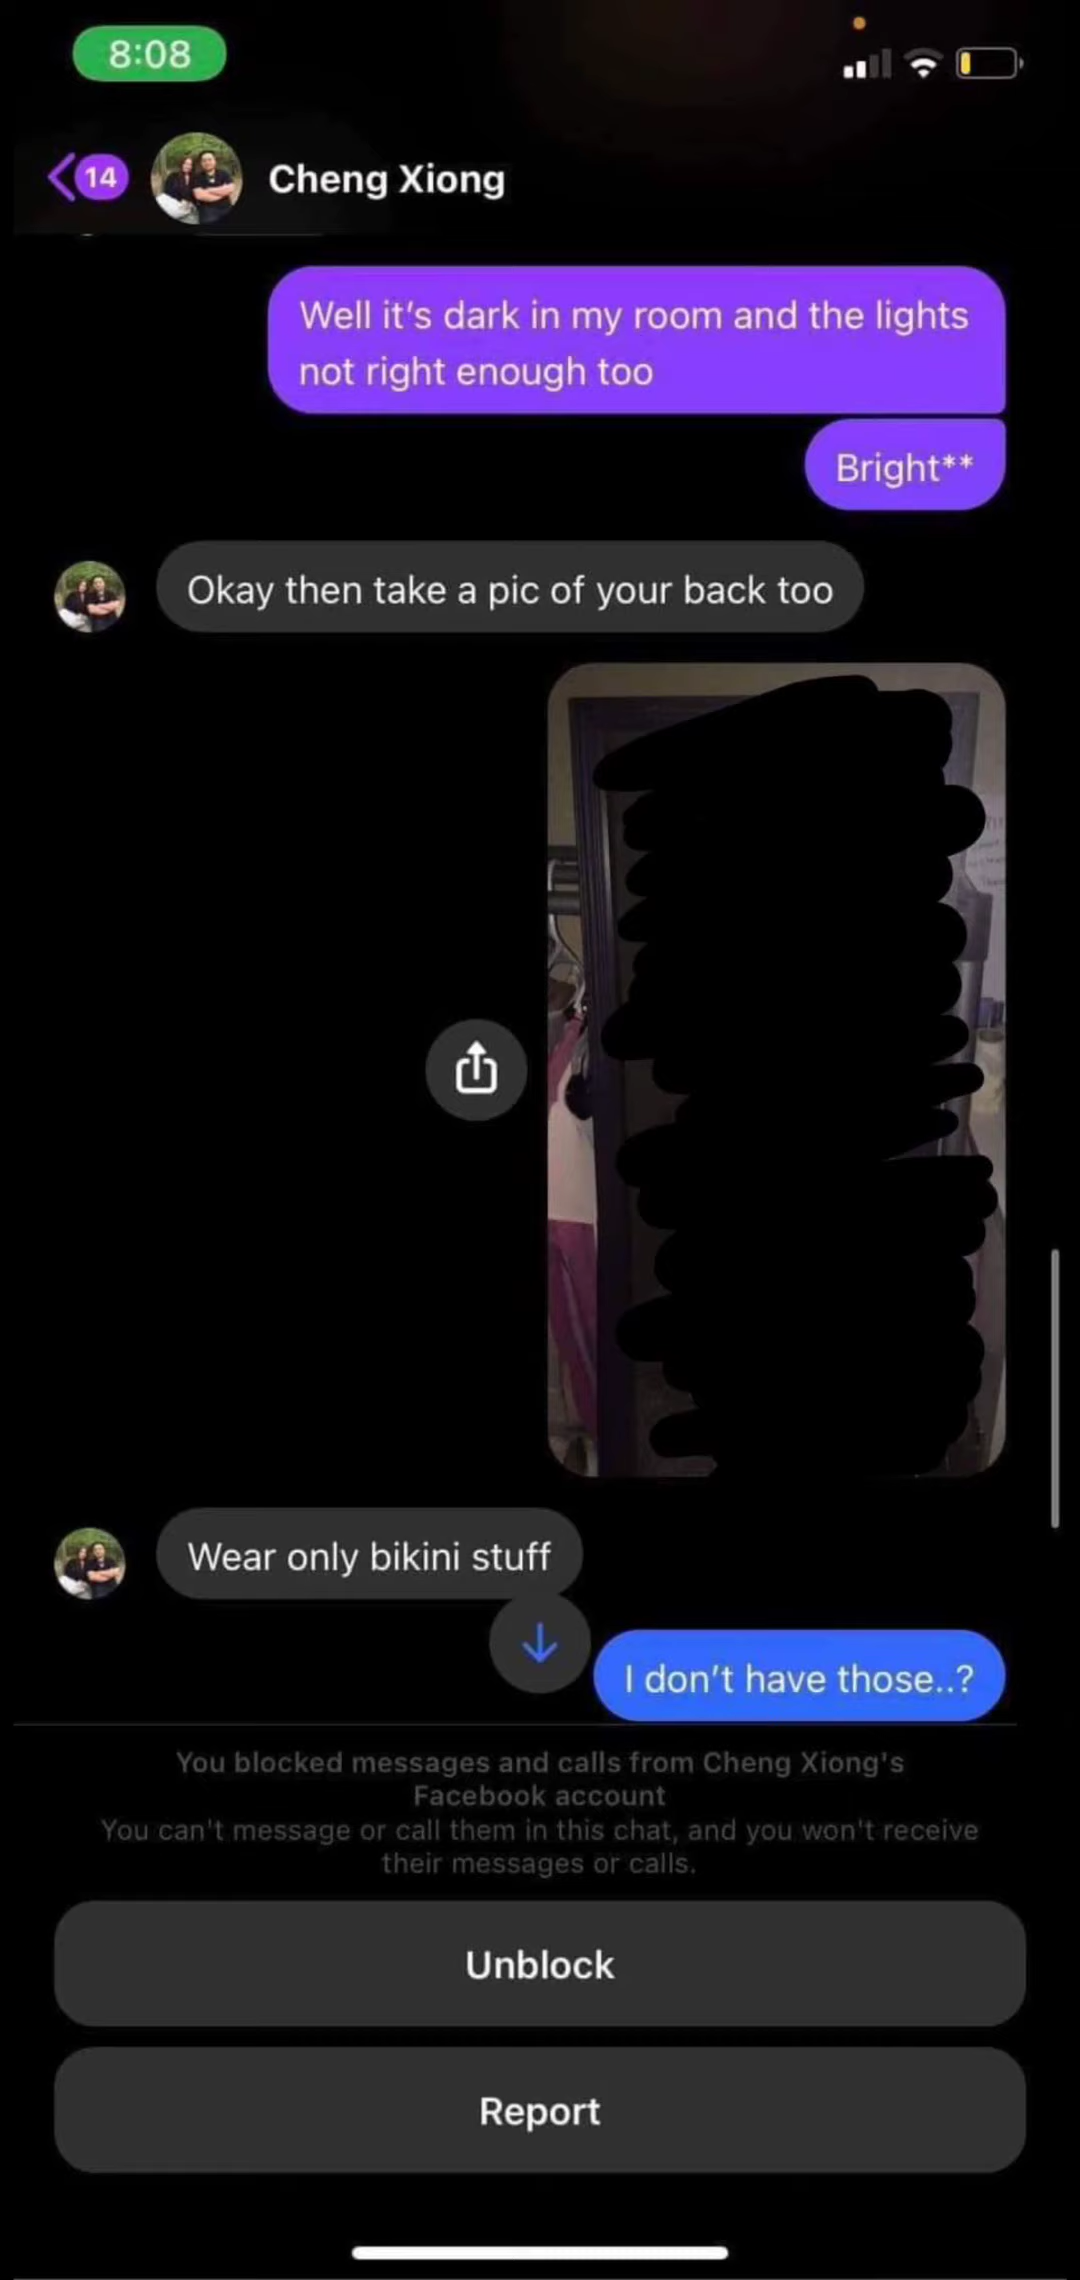 8:08
14
Cheng Xiong
Well it's dark in my room and the lights
not right enough too
Bright**
Okay then take a pic of your back too
Wear only bikini stuff
I don't have those..?
You blocked messages and calls from Cheng Xiong's
Facebook account
You can't message or call them in this chat, and you won't receive
their messages or calls.
Unblock
Report